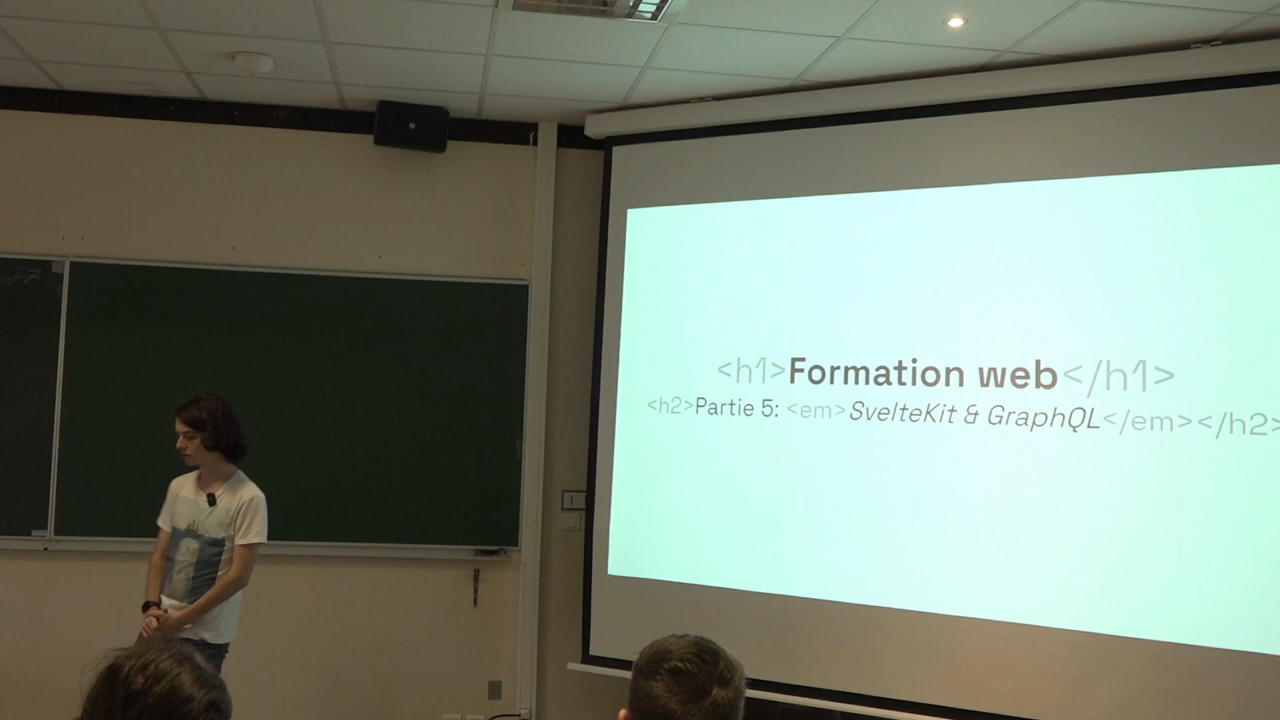 <h1>Formation web</h1>
<h2>Partie 5: <em>SvelteKit & GraphQL</em></h2>